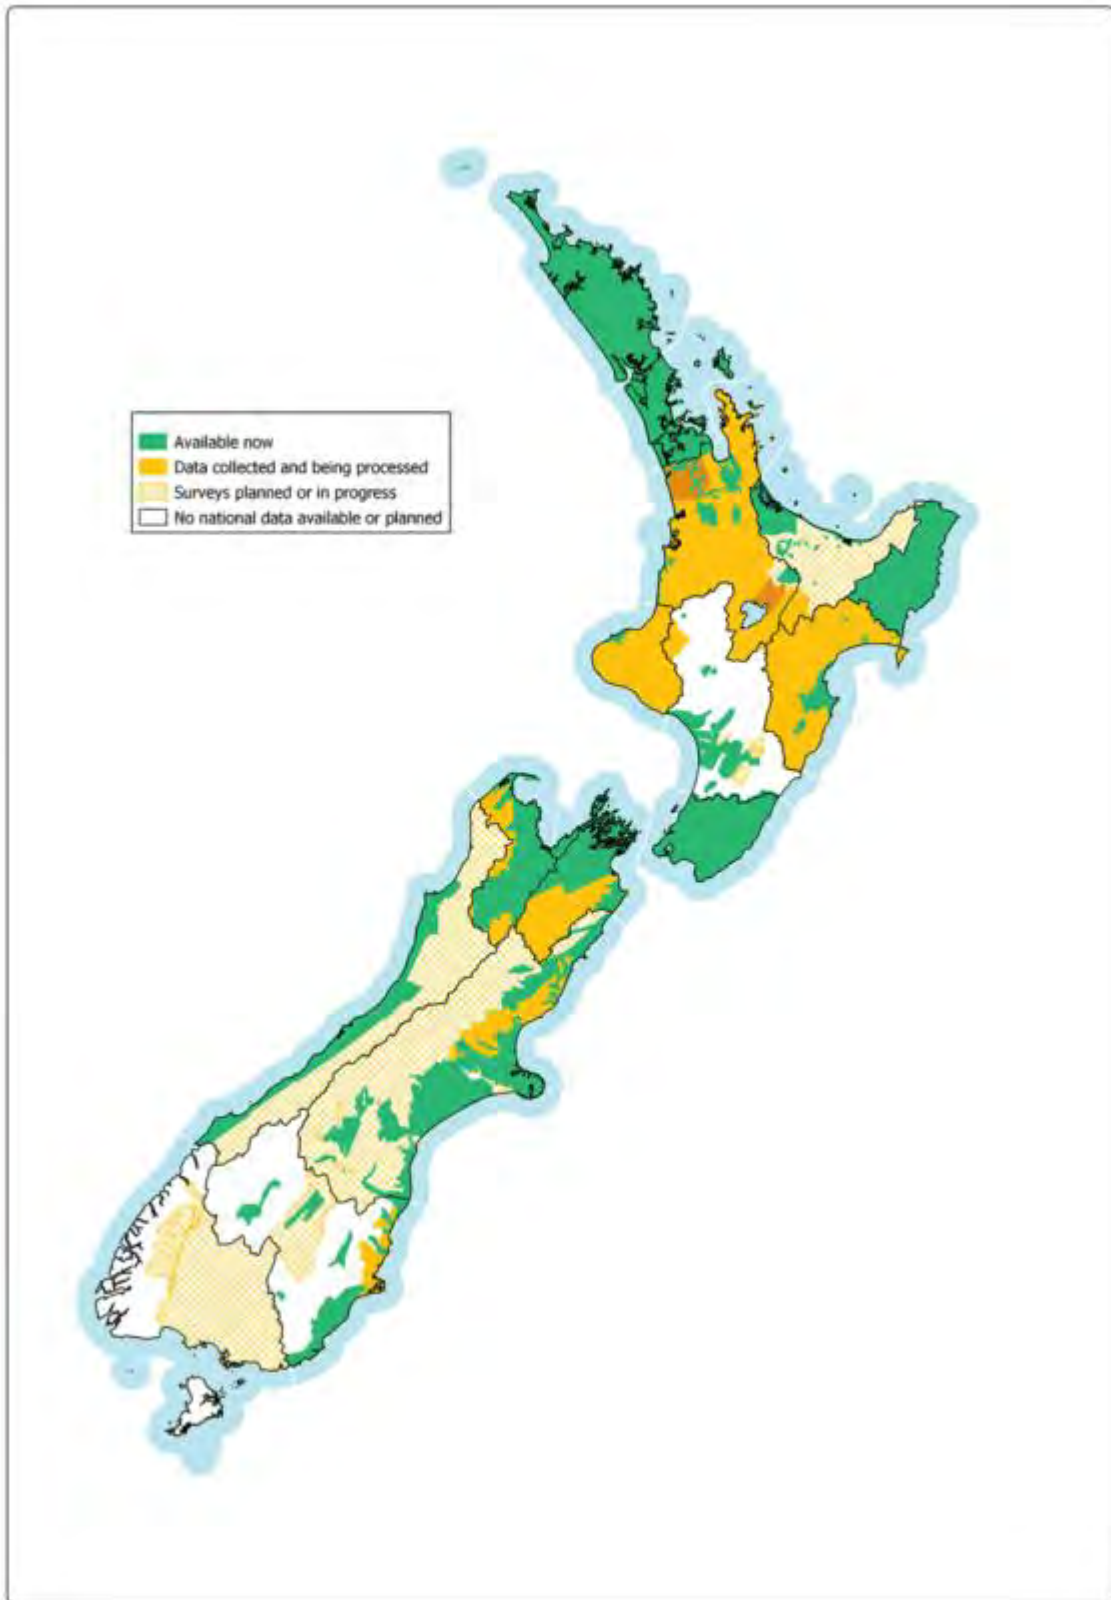 Available now
Data collected and being processed
Surveys planned or in progress
No national data available or planned